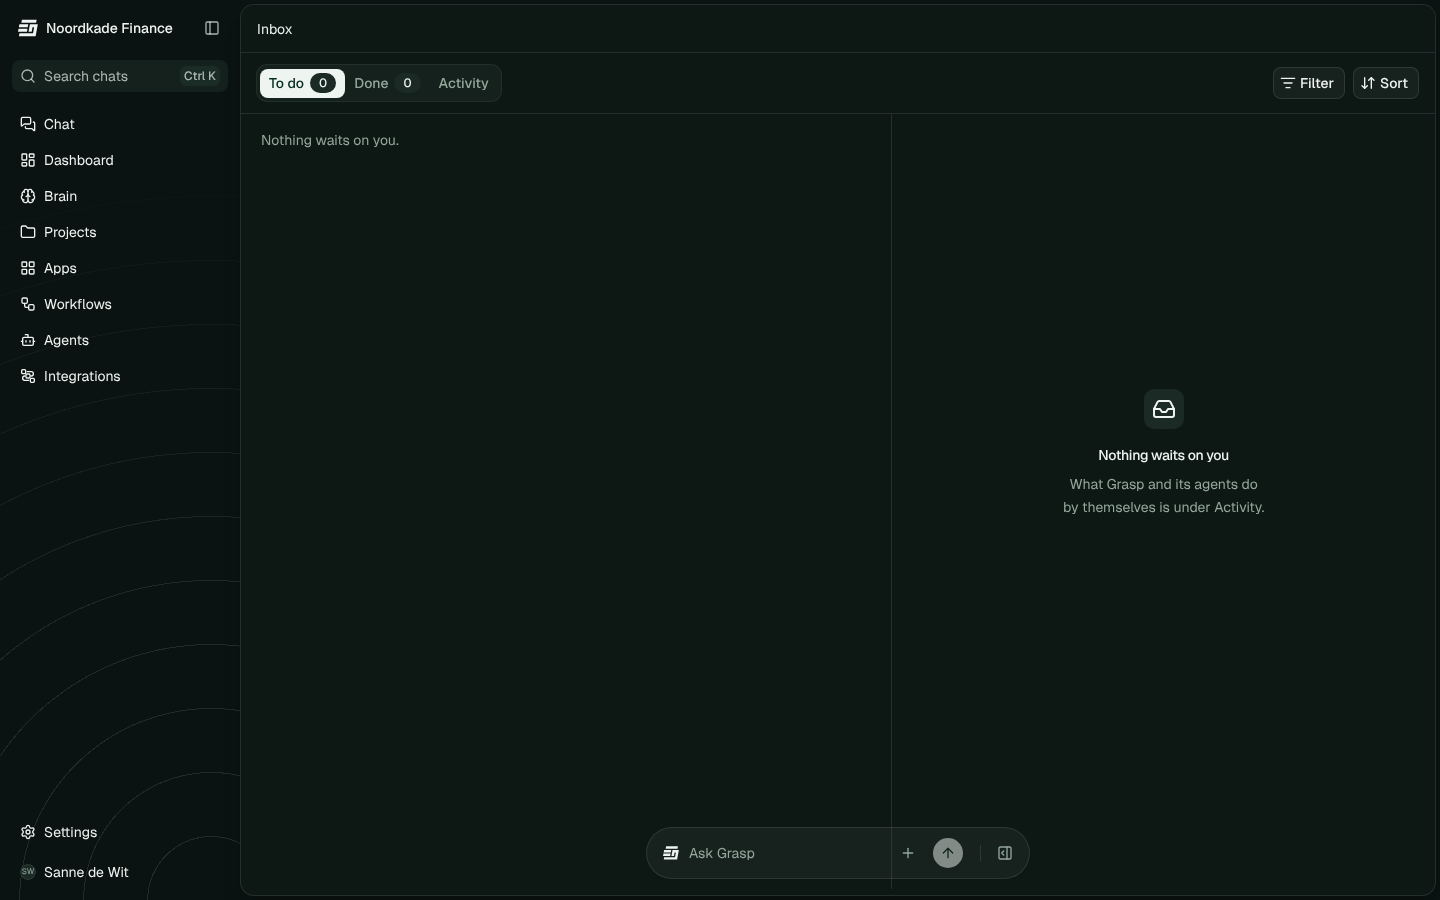 Noordkade Finance
Search chats Ctrl K
Chat
Dashboard
Brain
Projects
Apps
Workflows
Agents
Integrations
Settings
SW Sanne de Wit
Inbox
To do 0 Done 0 Activity
Filter Sort
Nothing waits on you.
Nothing waits on you
What Grasp and its agents do
by themselves is under Activity.
Ask Grasp